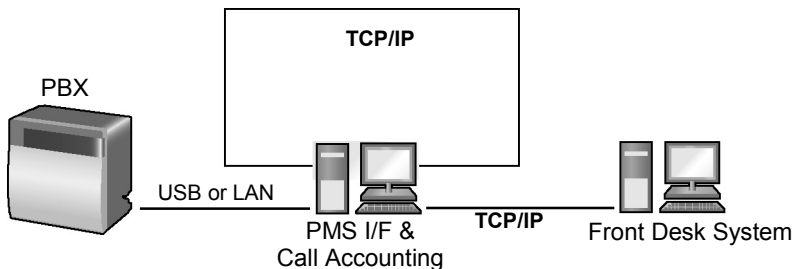 TCP/IP
PBX
USB or LAN
PMS I/F &
Call Accounting
TCP/IP
Front Desk System